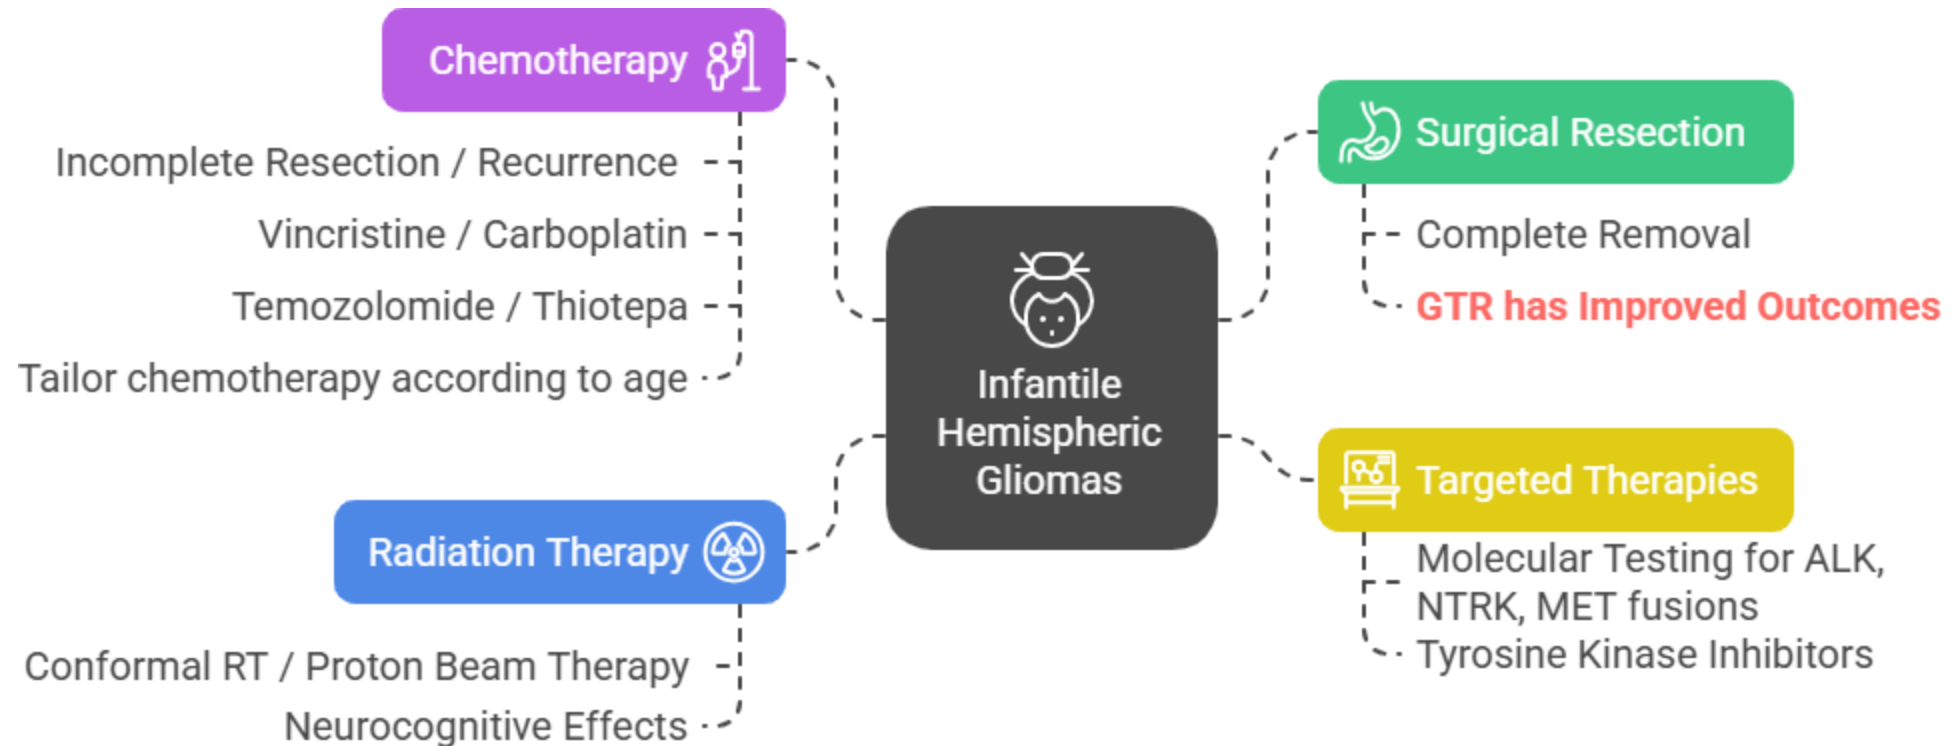 Chemotherapy
Incomplete Resection / Recurrence
Vincristine / Carboplatin
Temozolomide / Thiotepa
Tailor chemotherapy according to age
Radiation Therapy
Conformal RT / Proton Beam Therapy
Neurocognitive Effects
Infantile
Hemispheric
Gliomas
Surgical Resection
Complete Removal
GTR has Improved Outcomes
Targeted Therapies
Molecular Testing for ALK,
NTRK, MET fusions
Tyrosine Kinase Inhibitors